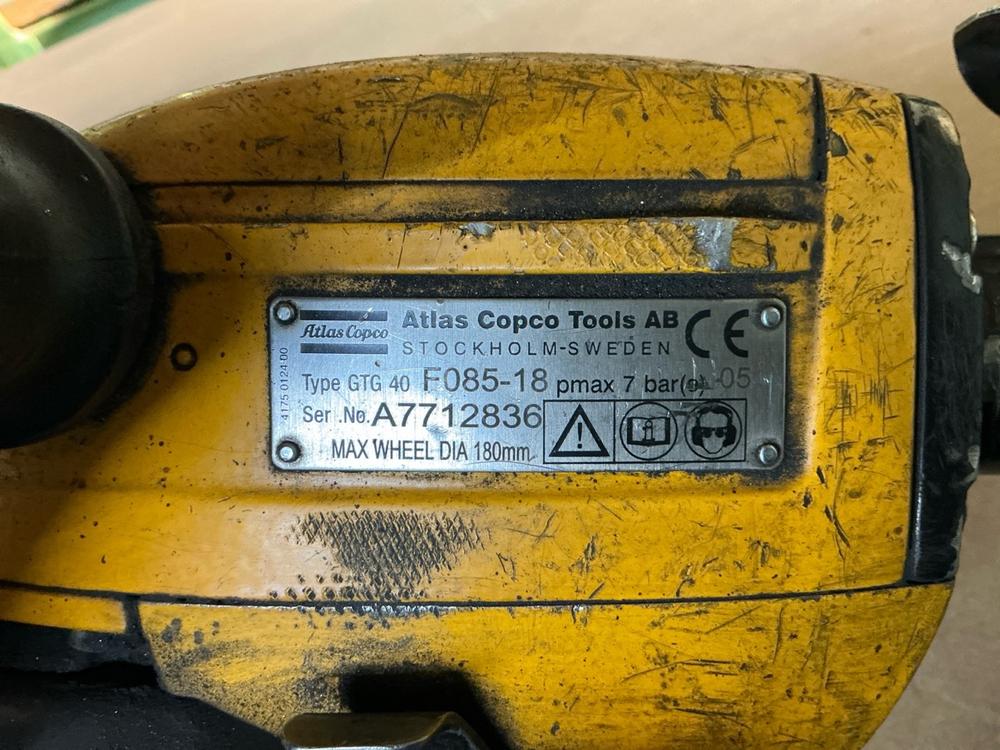 Atlas Copco
Atlas Copco Tools AB
STOCKHOLM-SWEDEN
Type GTG 40 F085-18 pmax 7 bar(e) -05
Ser .No. A7712836
MAX WHEEL DIA 180mm
CE
4175 0124 00